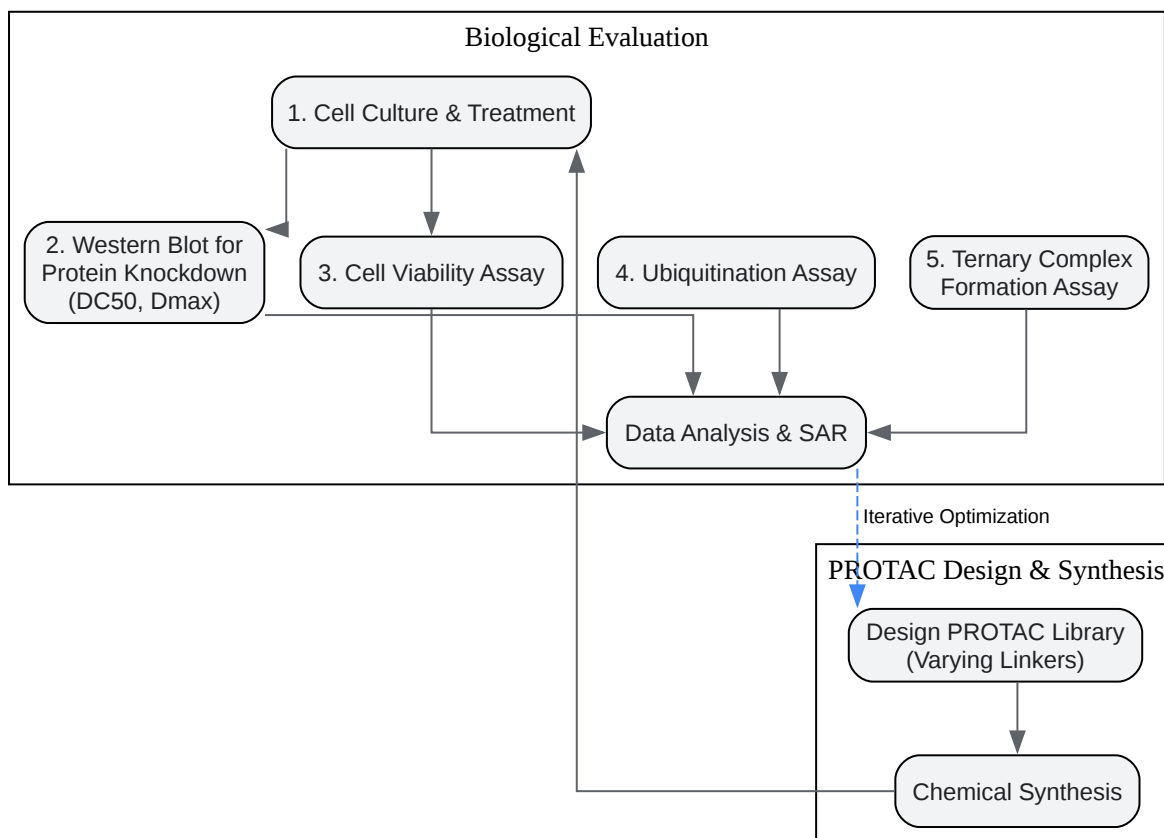 Biological Evaluation
1. Cell Culture & Treatment
2. Western Blot for
Protein Knockdown
(DC50, Dmax)
3. Cell Viability Assay
4. Ubiquitination Assay
5. Ternary Complex
Formation Assay
Data Analysis & SAR
Iterative Optimization
PROTAC Design & Synthesis
Design PROTAC Library
(Varying Linkers)
Chemical Synthesis